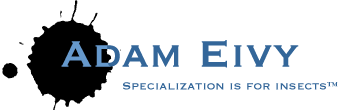 Adam Eivy
Specialization is for insects™